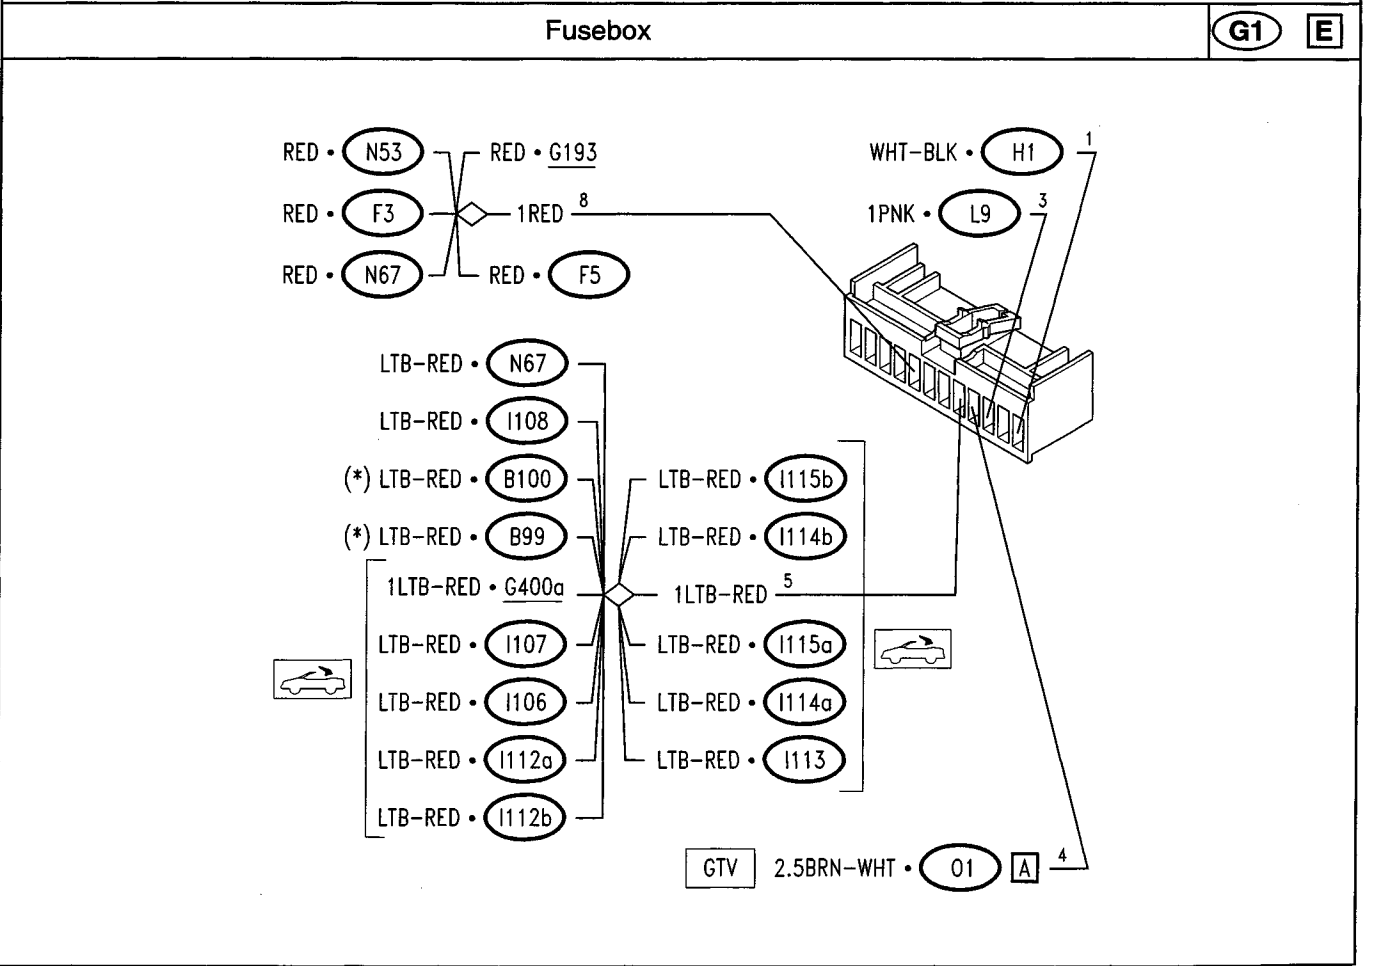 Fusebox
G1 E
RED • N53
RED • G193
WHT-BLK • H1 1
RED • F3
1RED 8
1PNK • L9 3
RED • N67
RED • F5
LTB-RED • N67
LTB-RED • I108
(*) LTB-RED • B100
LTB-RED • I115b
(*) LTB-RED • B99
LTB-RED • I114b
1LTB-RED • G400a
1LTB-RED 5
LTB-RED • I107
LTB-RED • I115a
LTB-RED • I106
LTB-RED • I114a
LTB-RED • I112a
LTB-RED • I113
LTB-RED • I112b
GTV 2.5BRN-WHT • O1 A 4